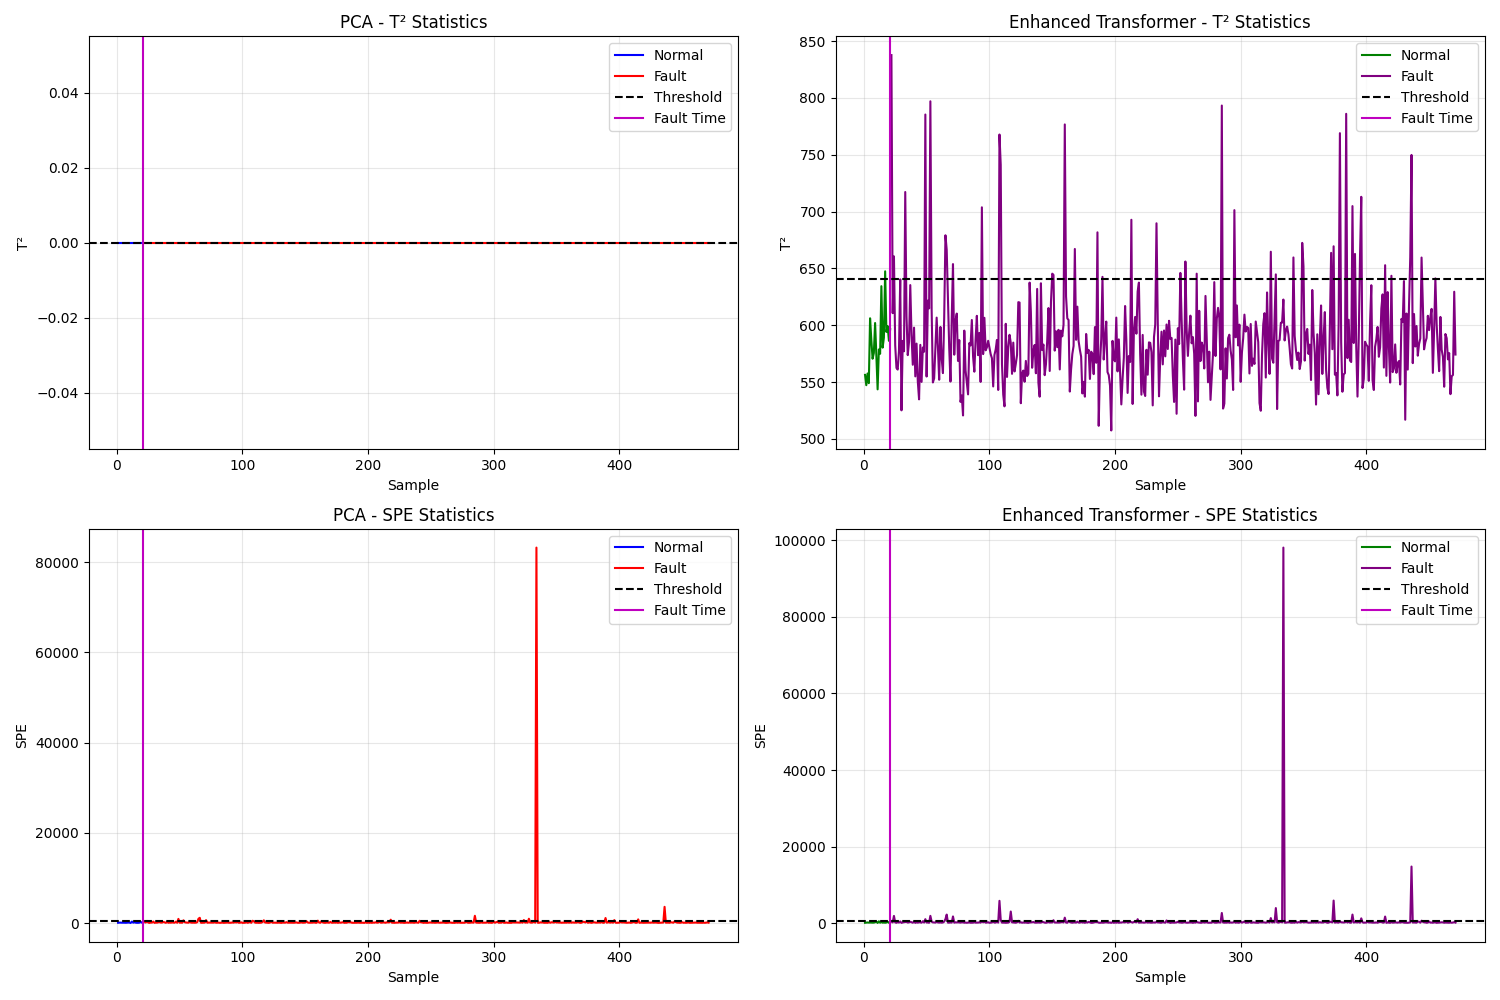 PCA - T² Statistics
T²
0.04
0.02
0.00
−0.02
−0.04
0 100 200 300 400
Sample
Normal
Fault
Threshold
Fault Time
Enhanced Transformer - T² Statistics
T²
850
800
750
700
650
600
550
500
0 100 200 300 400
Sample
Normal
Fault
Threshold
Fault Time
PCA - SPE Statistics
SPE
80000
60000
40000
20000
0
0 100 200 300 400
Sample
Normal
Fault
Threshold
Fault Time
Enhanced Transformer - SPE Statistics
SPE
100000
80000
60000
40000
20000
0
0 100 200 300 400
Sample
Normal
Fault
Threshold
Fault Time